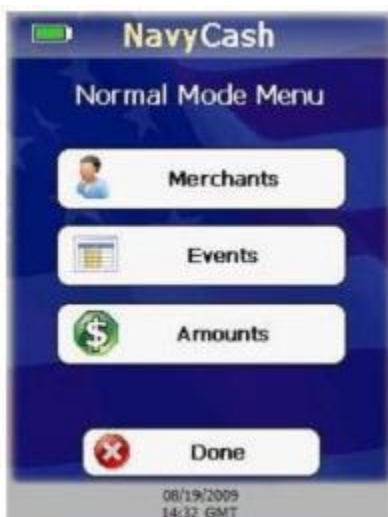 NavyCash
Normal Mode Menu
Merchants
Events
Amounts
Done
08/19/2009
14:32 GMT